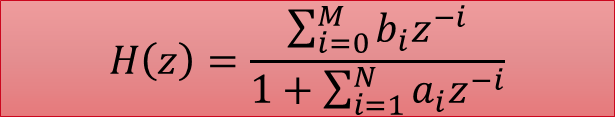 H(z) = \frac{\sum_{i=0}^{M} b_i z^{-i}}{1 + \sum_{i=1}^{N} a_i z^{-i}}